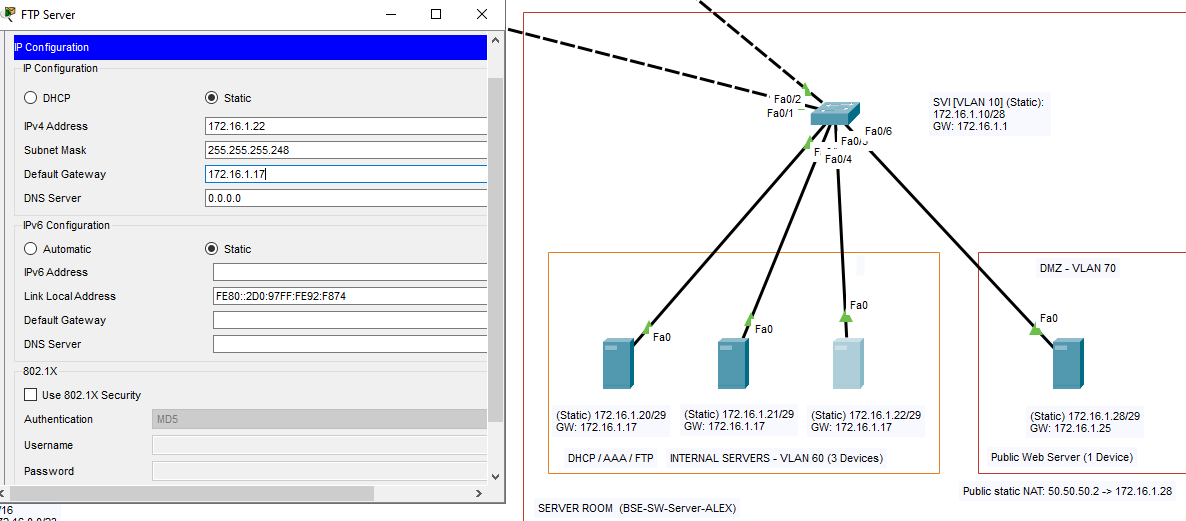 FTP Server
IP Configuration
IP Configuration
DHCP
Static
IPv4 Address
172.16.1.22
Subnet Mask
255.255.255.248
Default Gateway
172.16.1.17
DNS Server
0.0.0.0
IPv6 Configuration
Automatic
Static
IPv6 Address
Link Local Address
FE80::2D0:97FF:FE92:F874
Default Gateway
DNS Server
802.1X
Use 802.1X Security
Authentication
MD5
Username
Password
/16
Fa0/2
Fa0/1
Fa0/6
Fa0/4
SVI [VLAN 10] (Static):
172.16.1.10/28
GW: 172.16.1.1
DMZ - VLAN 70
Fa0
Fa0
Fa0
Fa0
(Static) 172.16.1.20/29
GW: 172.16.1.17
(Static) 172.16.1.21/29
GW: 172.16.1.17
(Static) 172.16.1.22/29
GW: 172.16.1.17
(Static) 172.16.1.28/29
GW: 172.16.1.25
DHCP / AAA / FTP
INTERNAL SERVERS - VLAN 60 (3 Devices)
Public Web Server (1 Device)
Public static NAT: 50.50.50.2 -> 172.16.1.28
SERVER ROOM (BSE-SW-Server-ALEX)